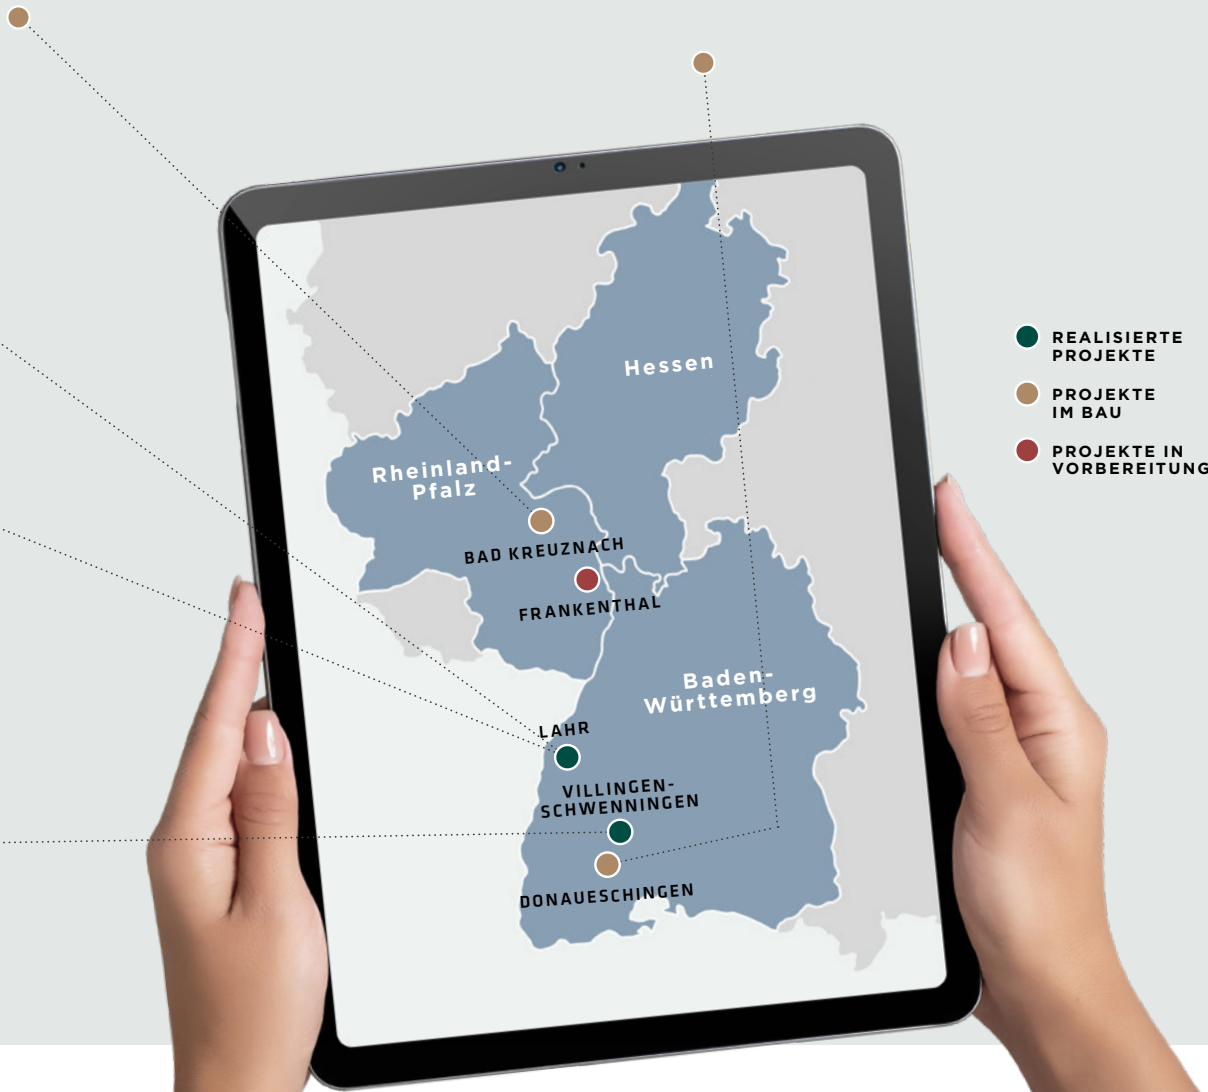 Hessen
Rheinland-
Pfalz
BAD KREUZNACH
FRANKENTHAL
Baden-
Württemberg
LAHR
VILLINGEN-
SCHWENNINGEN
DONAUESCHINGEN
REALISIERTE
PROJEKTE
PROJEKTE
IM BAU
PROJEKTE IN
VORBEREITUNG